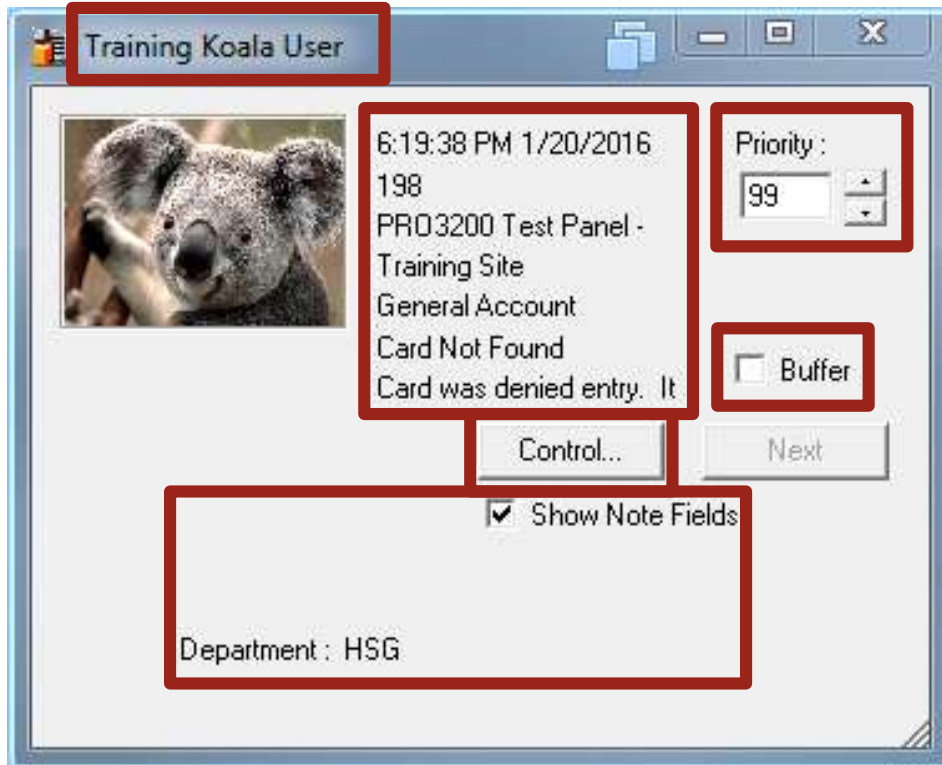 Training Koala User
6:19:38 PM 1/20/2016
198
PRO3200 Test Panel -
Training Site
General Account
Card Not Found
Card was denied entry. It
Priority :
99
Buffer
Control...
Next
Show Note Fields
Department : HSG